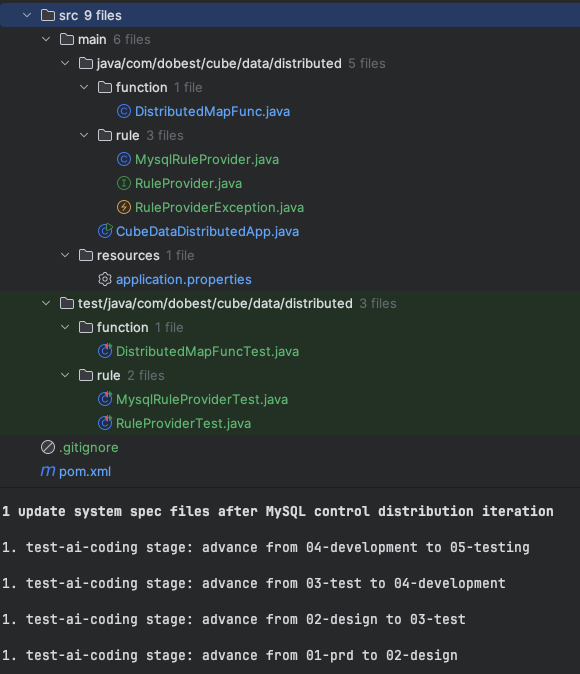 src 9 files
main 6 files
java/com/dobest/cube/data/distributed 5 files
function 1 file
DistributedMapFunc.java
rule 3 files
MysqlRuleProvider.java
RuleProvider.java
RuleProviderException.java
CubeDataDistributedApp.java
resources 1 file
application.properties
test/java/com/dobest/cube/data/distributed 3 files
function 1 file
DistributedMapFuncTest.java
rule 2 files
MysqlRuleProviderTest.java
RuleProviderTest.java
.gitignore
pom.xml
1 update system spec files after MySQL control distribution iteration
1. test-ai-coding stage: advance from 04-development to 05-testing
1. test-ai-coding stage: advance from 03-test to 04-development
1. test-ai-coding stage: advance from 02-design to 03-test
1. test-ai-coding stage: advance from 01-prd to 02-design